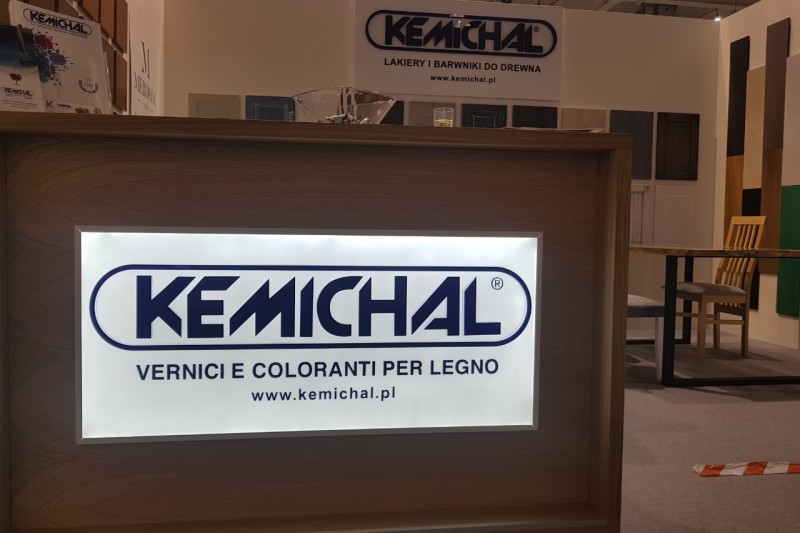 KEMICHAL
KEMICHAL®
LAKIERY I BARWNIKI DO DREWNA
www.kemichal.pl
KEMICHAL®
VERNICI E COLORANTI PER LEGNO
www.kemichal.pl